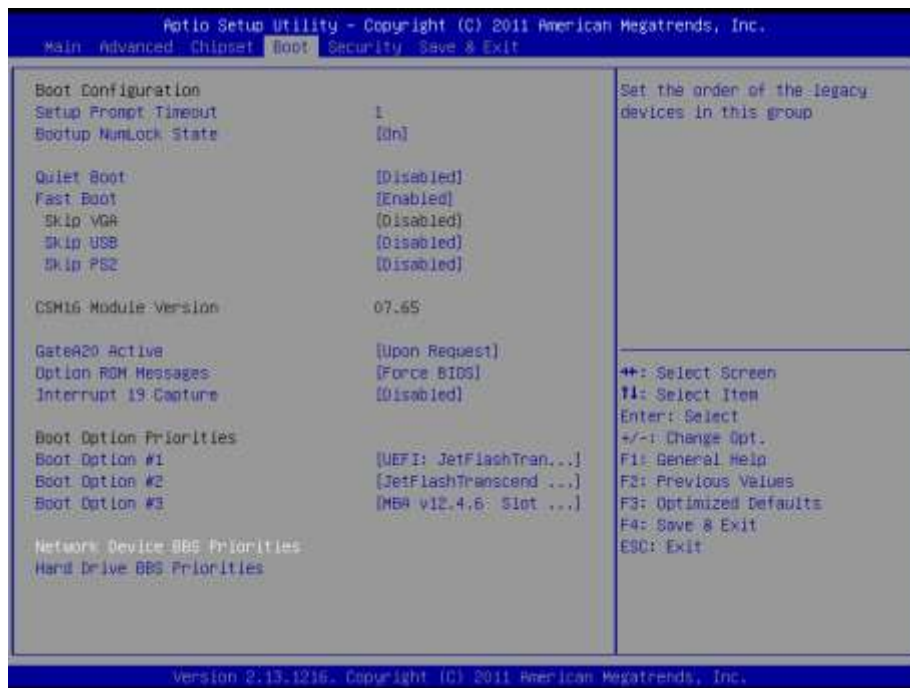 Aptio Setup Utility - Copyright (C) 2011 American Megatrends, Inc.
Main Advanced Chipset Boot Security Save & Exit
Boot Configuration
Setup Prompt Timeout 1
Bootup NumLock State [On]
Quiet Boot [Disabled]
Fast Boot [Enabled]
Skip VGA [Disabled]
Skip USB [Disabled]
Skip PS2 [Disabled]
CSM16 Module Version 07.65
GateA20 Active [Upon Request]
Option ROM Messages [Force BIOS]
Interrupt 19 Capture [Disabled]
Boot Option Priorities
Boot Option #1 [UEFI: JetFlashTran...]
Boot Option #2 [JetFlashTranscend ...]
Boot Option #3 [MBA v12.4.6 Slot ...]
Network Device BBS Priorities
Hard Drive BBS Priorities
Set the order of the legacy
devices in this group
→←: Select Screen
↑↓: Select Item
Enter: Select
+/-: Change Opt.
F1: General Help
F2: Previous Values
F3: Optimized Defaults
F4: Save & Exit
ESC: Exit
Version 2.13.1216. Copyright (C) 2011 American Megatrends, Inc.